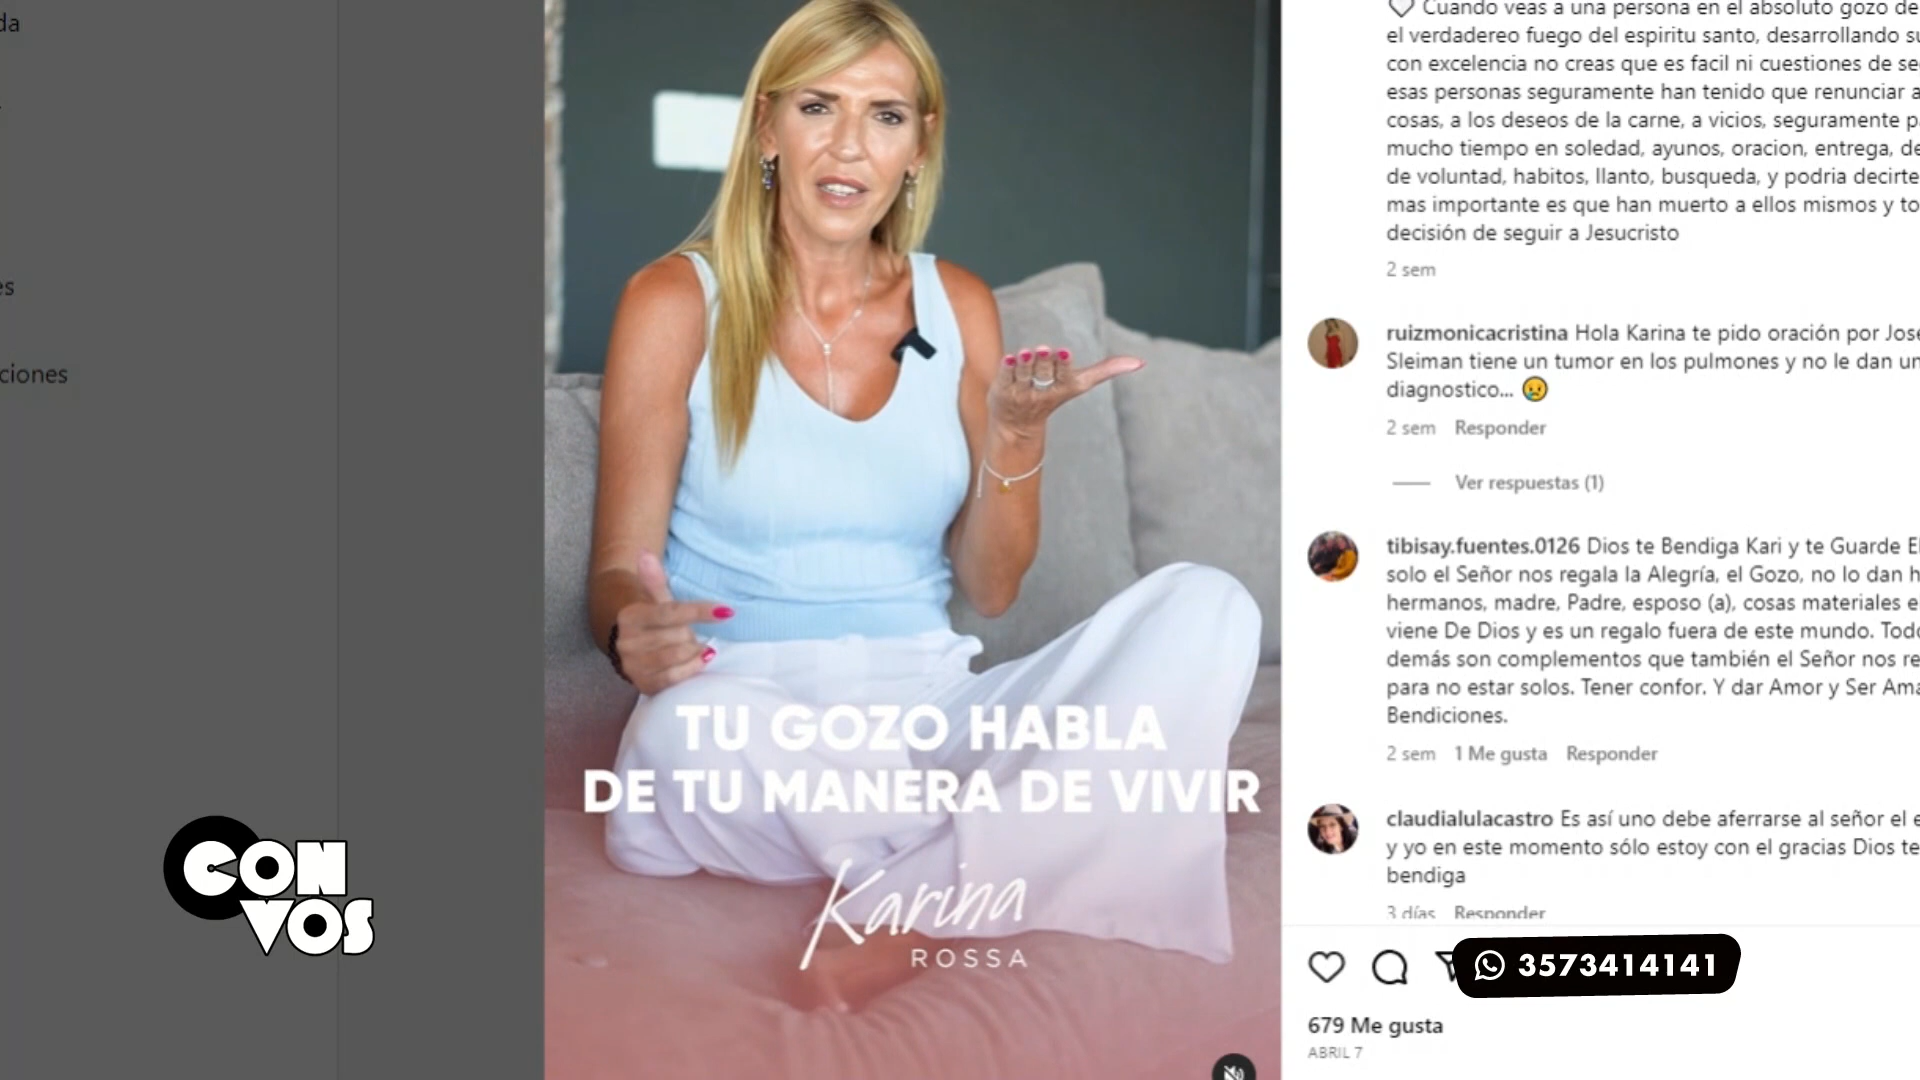 da
es
ciones
CON
VOS
TU GOZO HABLA
DE TU MANERA DE VIVIR
Karina
ROSSA
Cuando veas a una persona en el absoluto gozo de
el verdadereo fuego del espiritu santo, desarrollando su
con excelencia no creas que es facil ni cuestiones de se
esas personas seguramente han tenido que renunciar a
cosas, a los deseos de la carne, a vicios, seguramente pa
mucho tiempo en soledad, ayunos, oracion, entrega, de
de voluntad, habitos, llanto, busqueda, y podria decirte
mas importante es que han muerto a ellos mismos y to
decisión de seguir a Jesucristo
2 sem
ruizmonicacristina Hola Karina te pido oración por Jose
Sleiman tiene un tumor en los pulmones y no le dan un
diagnostico... 😥
2 sem Responder
Ver respuestas (1)
tibisay.fuentes.0126 Dios te Bendiga Kari y te Guarde El
solo el Señor nos regala la Alegría, el Gozo, no lo dan h
hermanos, madre, Padre, esposo (a), cosas materiales e
viene De Dios y es un regalo fuera de este mundo. Todo
demás son complementos que también el Señor nos re
para no estar solos. Tener confor. Y dar Amor y Ser Ama
Bendiciones.
2 sem 1 Me gusta Responder
claudialulacastro Es así uno debe aferrarse al señor el e
y yo en este momento sólo estoy con el gracias Dios te
bendiga
3 días Responder
3573414141
679 Me gusta
ABRIL 7